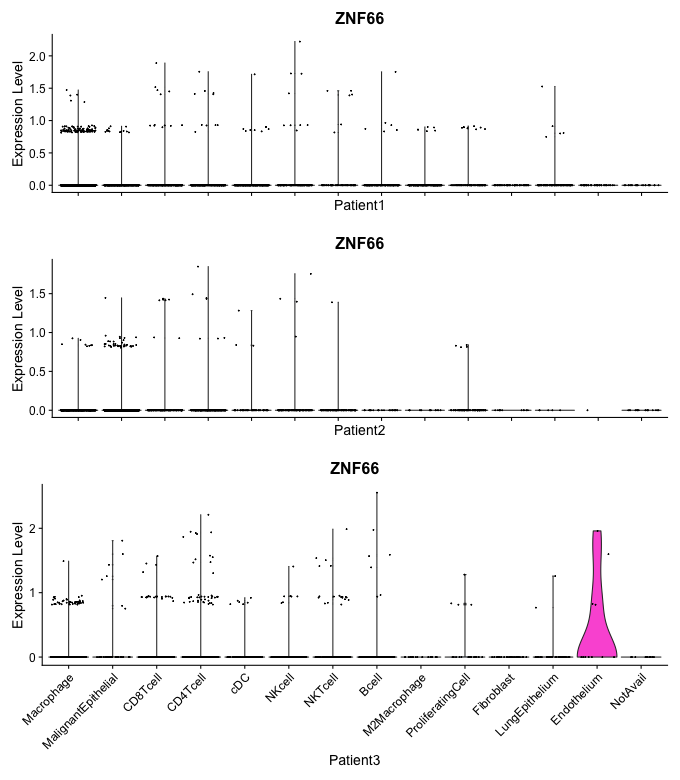 ZNF66
Expression Level
2.0
1.5
1.0
0.5
0.0
Patient1
ZNF66
Expression Level
1.5
1.0
0.5
0.0
Patient2
ZNF66
Expression Level
2
1
0
Macrophage
MalignantEpithelial
CD8Tcell
CD4Tcell
cDC
NKcell
NKTcell
Bcell
M2Macrophage
ProliferatingCell
Fibroblast
LungEpithelium
Endothelium
NotAvail
Patient3